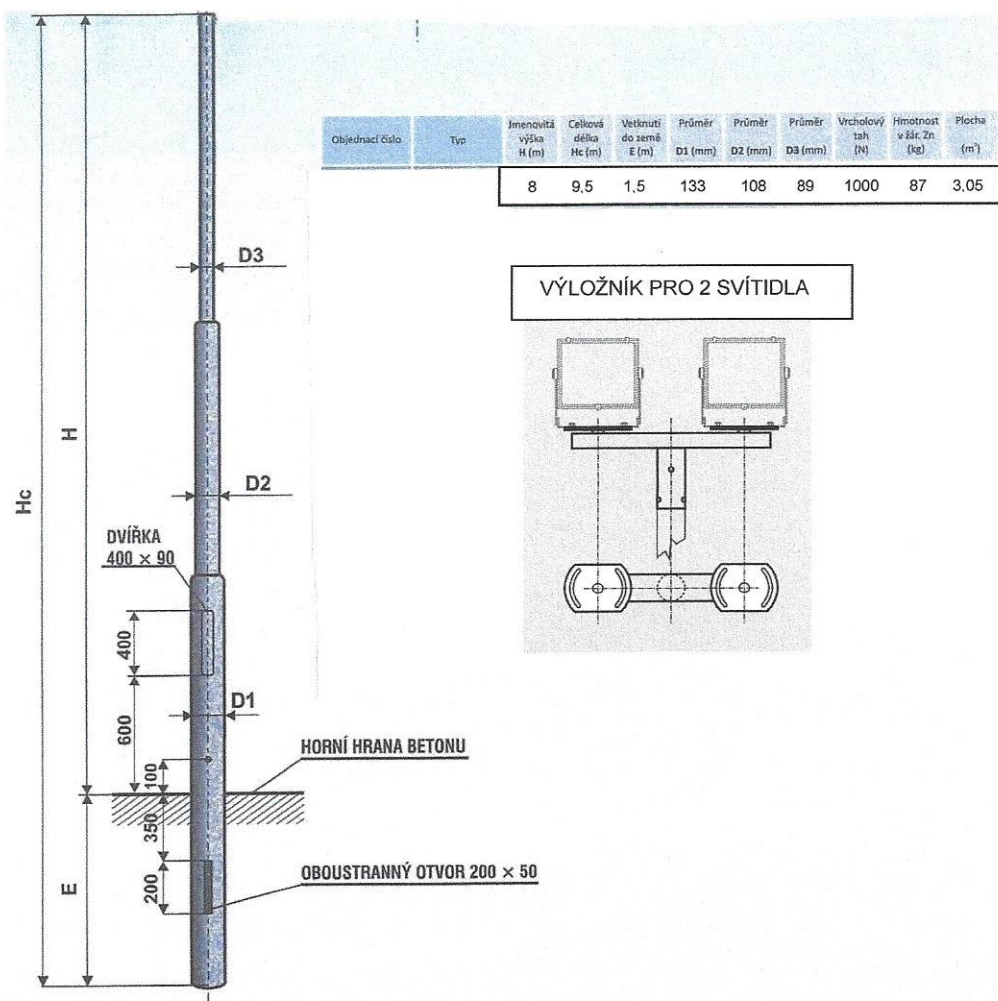 Objednací číslo
Typ
Jmenovitá
výška
H (m)
Celková
délka
Hc (m)
Vetknutí
do země
E (m)
Průměr
D1 (mm)
Průměr
D2 (mm)
Průměr
D3 (mm)
Vrcholový
tah
(N)
Hmotnost
v žár. Zn
(kg)
Plocha
(m²)
8 9,5 1,5 133 108 89 1000 87 3.05
D3
VÝLOŽNÍK PRO 2 SVÍTIDLA
H
Hc
D2
DVÍŘKA
400 × 90
400
D1
600
HORNÍ HRANA BETONU
100
350
OBOUSTRANNÝ OTVOR 200 × 50
200
E